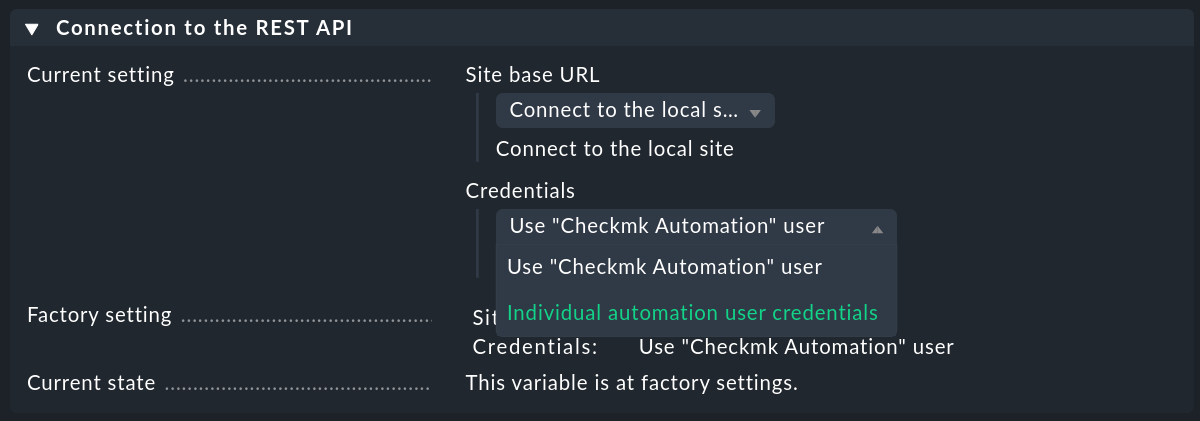 Connection to the REST API
Current setting
Site base URL
Connect to the local s...
Connect to the local site
Credentials
Use "Checkmk Automation" user
Use "Checkmk Automation" user
Individual automation user credentials
Factory setting
Credentials: Use "Checkmk Automation" user
Current state
This variable is at factory settings.